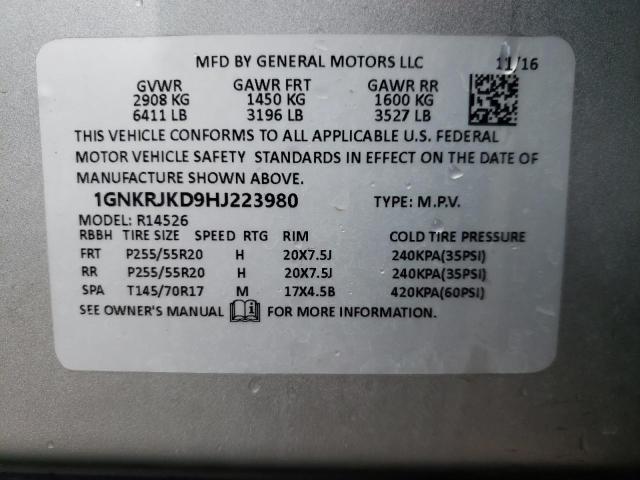 MFD BY GENERAL MOTORS LLC 11/16
GVWR GAWR FRT GAWR RR
2908 KG 1450 KG 1600 KG
6411 LB 3196 LB 3527 LB
THIS VEHICLE CONFORMS TO ALL APPLICABLE U.S. FEDERAL
MOTOR VEHICLE SAFETY STANDARDS IN EFFECT ON THE DATE OF
MANUFACTURE SHOWN ABOVE.
1GNKRJKD9HJ223980 TYPE: M.P.V.
MODEL: R14526
RBBH TIRE SIZE SPEED RTG RIM COLD TIRE PRESSURE
FRT P255/55R20 H 20X7.5J 240KPA(35PSI)
RR P255/55R20 H 20X7.5J 240KPA(35PSI)
SPA T145/70R17 M 17X4.5B 420KPA(60PSI)
SEE OWNER'S MANUAL FOR MORE INFORMATION.